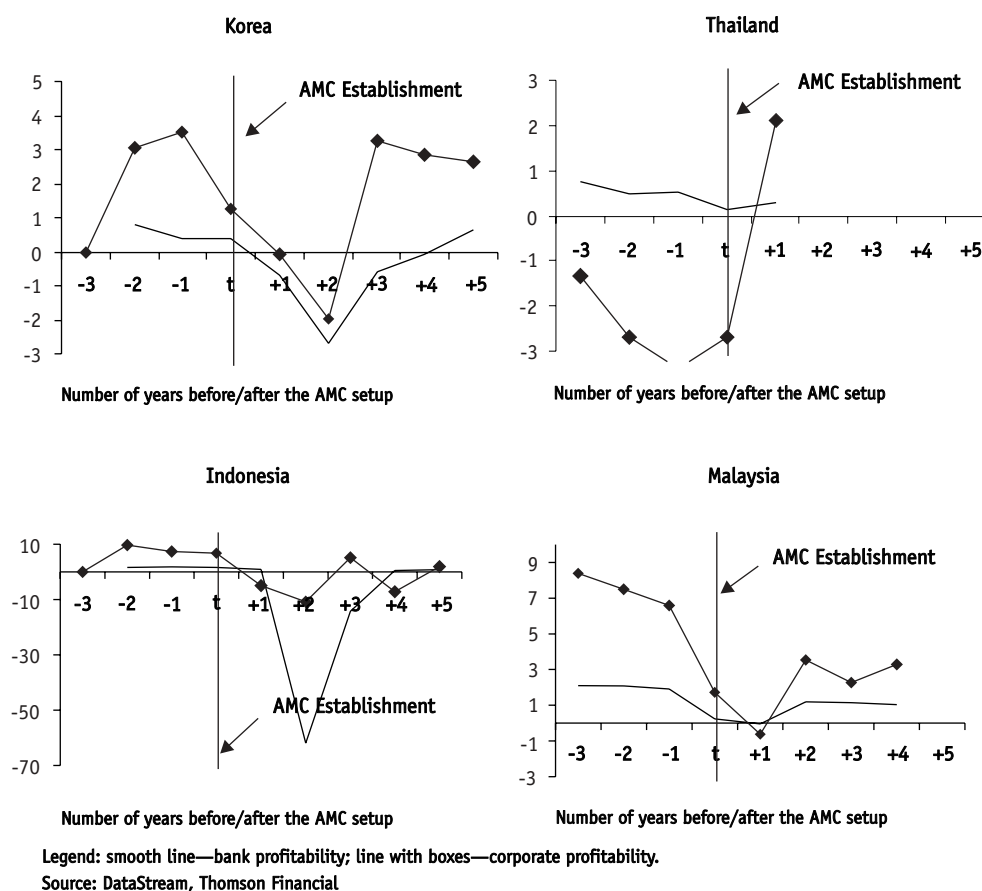 Korea
AMC Establishment
5
4
3
2
1
0
-1
-2
-3
-3 -2 -1 t +1 +2 +3 +4 +5
Number of years before/after the AMC setup
Thailand
AMC Establishment
3
2
1
0
-1
-2
-3
-3 -2 -1 t +1 +2 +3 +4 +5
Number of years before/after the AMC setup
Indonesia
10
-10
-30
-50
-70
-3 -2 -1 t +1 +2 +3 +4 +5
AMC Establishment
Number of years before/after the AMC setup
Malaysia
AMC Establishment
9
7
5
3
1
-1
-3
-3 -2 -1 t +1 +2 +3 +4 +5
Number of years before/after the AMC setup
Legend: smooth line—bank profitability; line with boxes—corporate profitability.
Source: DataStream, Thomson Financial